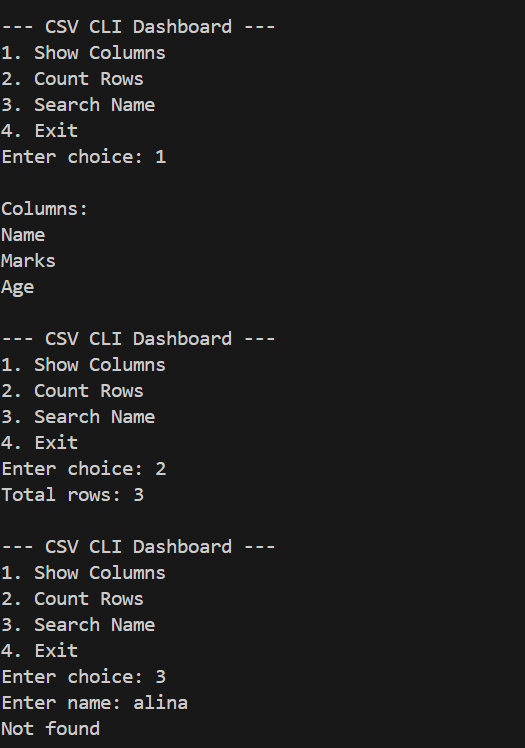 --- CSV CLI Dashboard ---
1. Show Columns
2. Count Rows
3. Search Name
4. Exit
Enter choice: 1

Columns:
Name
Marks
Age

--- CSV CLI Dashboard ---
1. Show Columns
2. Count Rows
3. Search Name
4. Exit
Enter choice: 2
Total rows: 3

--- CSV CLI Dashboard ---
1. Show Columns
2. Count Rows
3. Search Name
4. Exit
Enter choice: 3
Enter name: alina
Not found